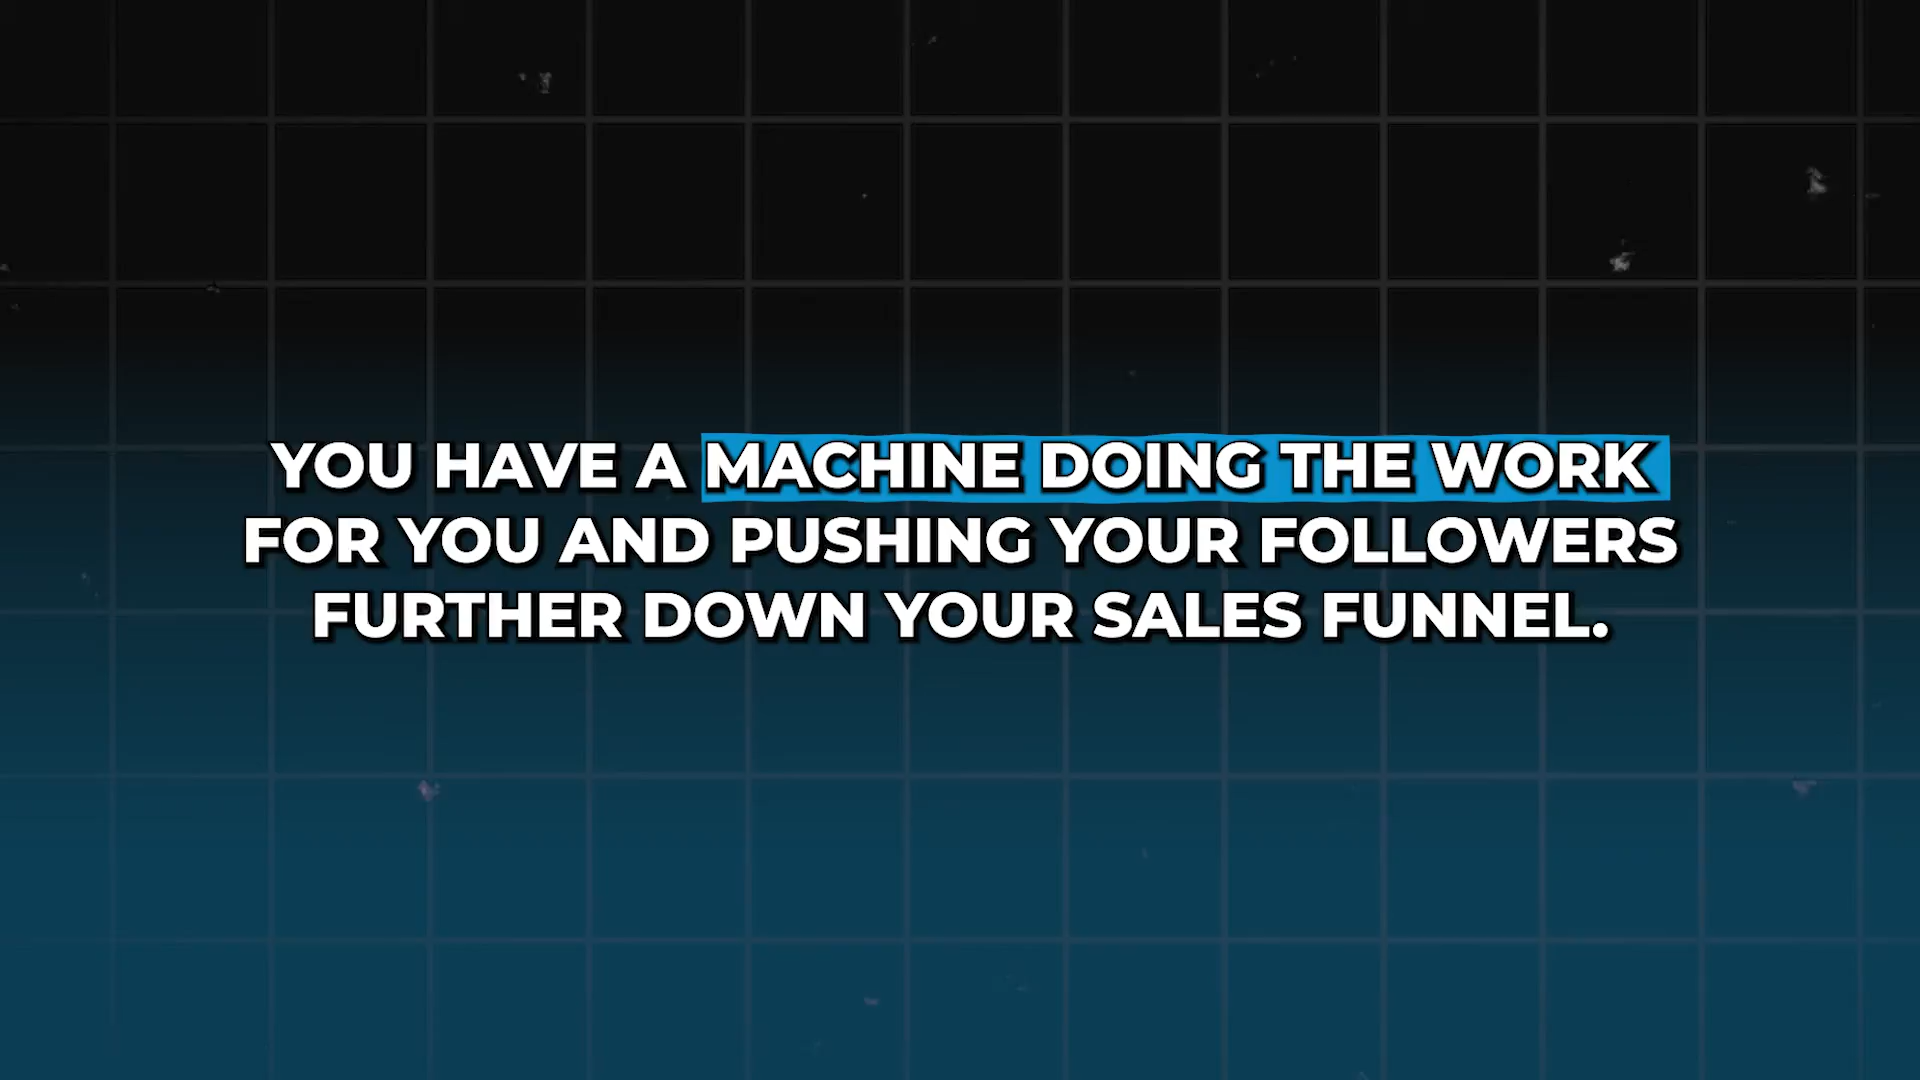 YOU HAVE A MACHINE DOING THE WORK
FOR YOU AND PUSHING YOUR FOLLOWERS
FURTHER DOWN YOUR SALES FUNNEL.